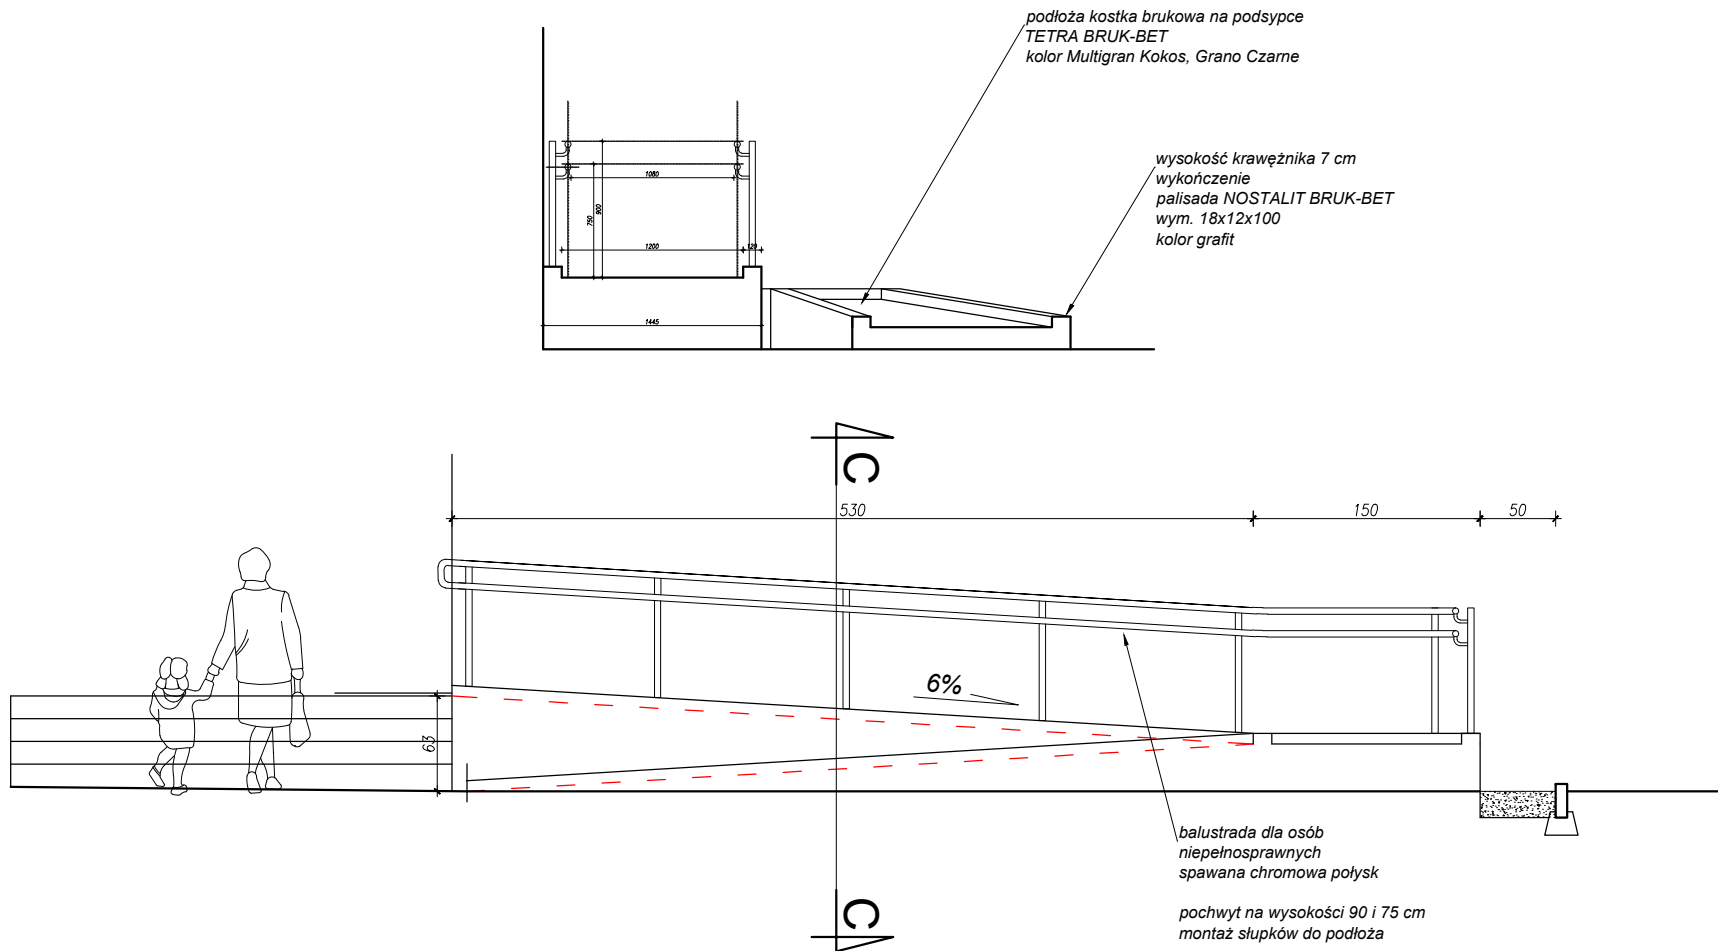 podłoża kostka brukowa na podsypce
TETRA BRUK-BET
kolor Multigran Kokos, Grano Czarne
wysokość krawężnika 7 cm
wykończenie
palisada NOSTALIT BRUK-BET
wym. 18x12x100
kolor grafit
1080
750
900
1200
120
1445
C
530
150
50
6%
63
balustrada dla osób
niepełnosprawnych
spawana chromowa połysk
pochwyt na wysokości 90 i 75 cm
montaż słupków do podłoża
C